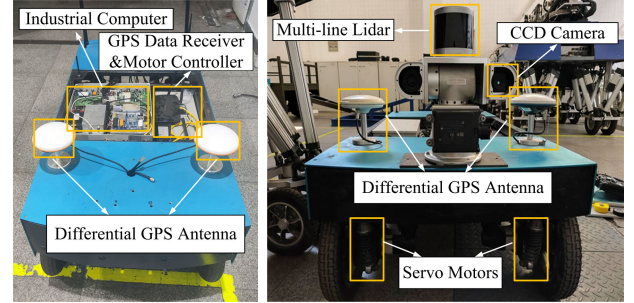 Industrial Computer
GPS Data Receiver
&Motor Controller
Differential GPS Antenna
Multi-line Lidar
CCD Camera
Differential GPS Antenna
Servo Motors